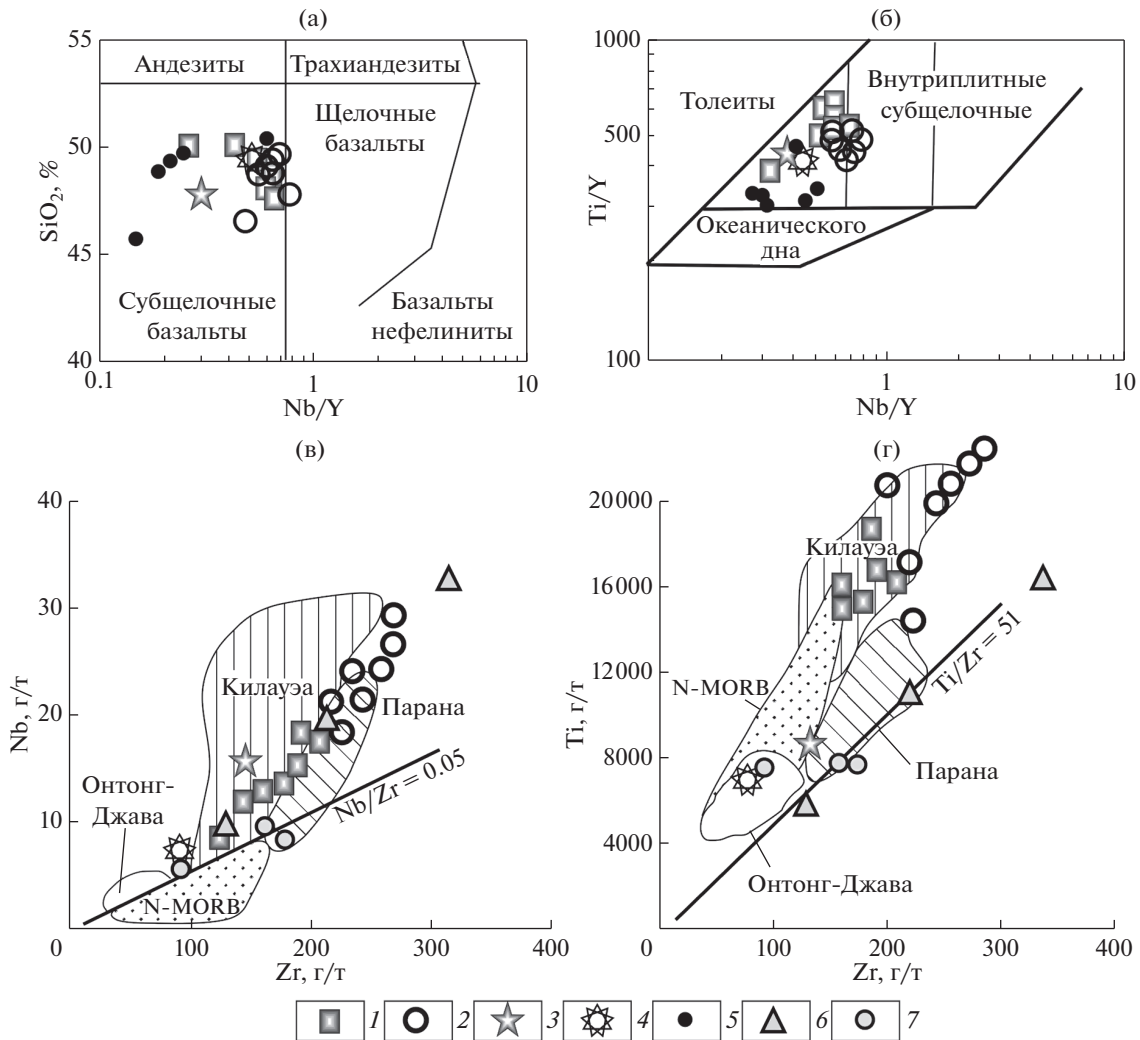 (а)
55
Андезиты
Трахиандезиты
Щелочные
базальты
50
SiO₂, %
45
Субщелочные
базальты
Базальты
нефелиниты
40
0.1
1
10
Nb/Y
(б)
1000
Толеиты
Внутриплитные
субщелочные
500
Ti/Y
Океанического
дна
100
1
10
Nb/Y
(в)
40
30
Nb, г/т
Килауэа
20
Парана
Онтонг-
Джава
Nb/Zr = 0.05
10
N-MORB
0
100
200
300
400
Zr, г/т
(г)
20000
Килауэа
16000
Ti/Zr = 51
Ti, г/т
12000
N-MORB
8000
Парана
4000
Онтонг-Джава
0
100
200
300
400
Zr, г/т
1 2 3 4 5 6 7